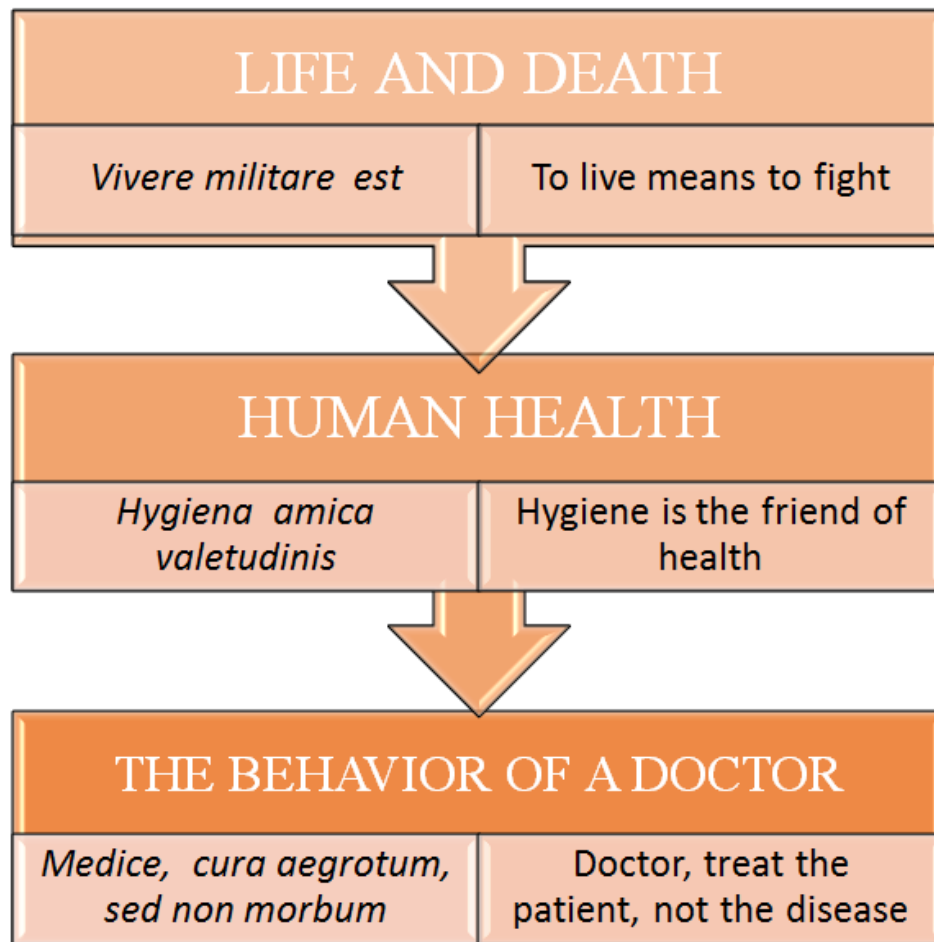 LIFE AND DEATH
Vivere militare est
To live means to fight
HUMAN HEALTH
Hygiena amica
valetudinis
Hygiene is the friend of
health
THE BEHAVIOR OF A DOCTOR
Medice, cura aegrotum,
sed non morbum
Doctor, treat the
patient, not the disease